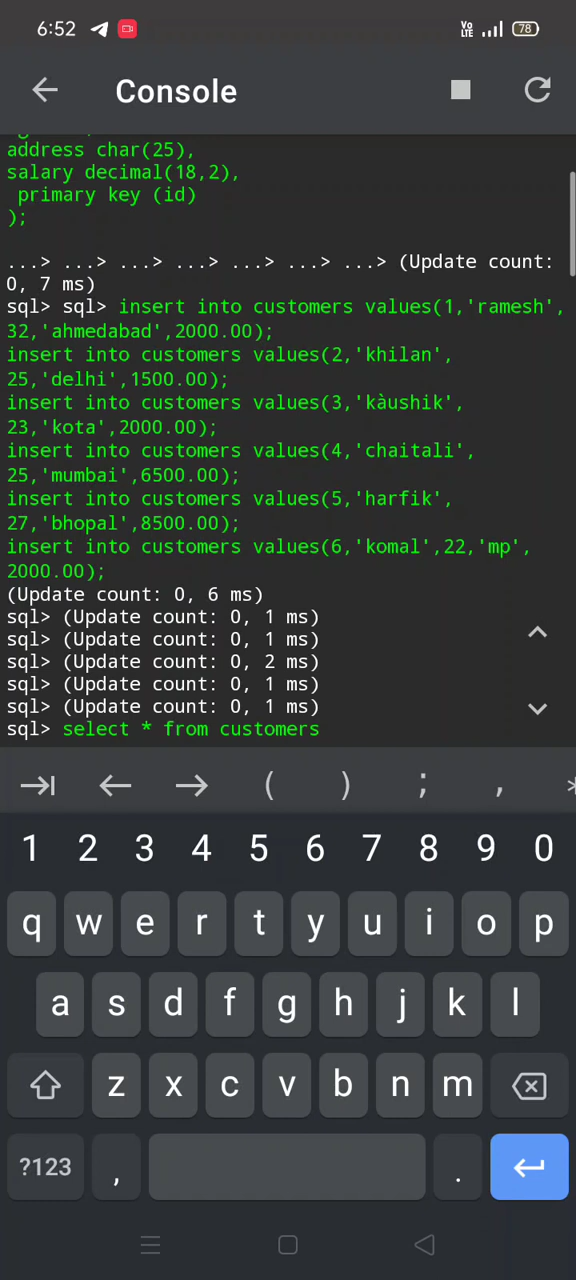 6:52 Vo LTE 78
Console
address char(25),
salary decimal(18,2),
primary key (id)
);
...> ...> ...> ...> ...> ...> ...> (Update count:
0, 7 ms)
sql> sql> insert into customers values(1,'ramesh',
32,'ahmedabad',2000.00);
insert into customers values(2,'khilan',
25,'delhi',1500.00);
insert into customers values(3,'kàushik',
23,'kota',2000.00);
insert into customers values(4,'chaitali',
25,'mumbai',6500.00);
insert into customers values(5,'harfik',
27,'bhopal',8500.00);
insert into customers values(6,'komal',22,'mp',
2000.00);
(Update count: 0, 6 ms)
sql> (Update count: 0, 1 ms)
sql> (Update count: 0, 1 ms)
sql> (Update count: 0, 2 ms)
sql> (Update count: 0, 1 ms)
sql> (Update count: 0, 1 ms)
sql> select * from customers
( ) ; , *
1 2 3 4 5 6 7 8 9 0
q w e r t y u i o p
a s d f g h j k l
z x c v b n m
?123 , .